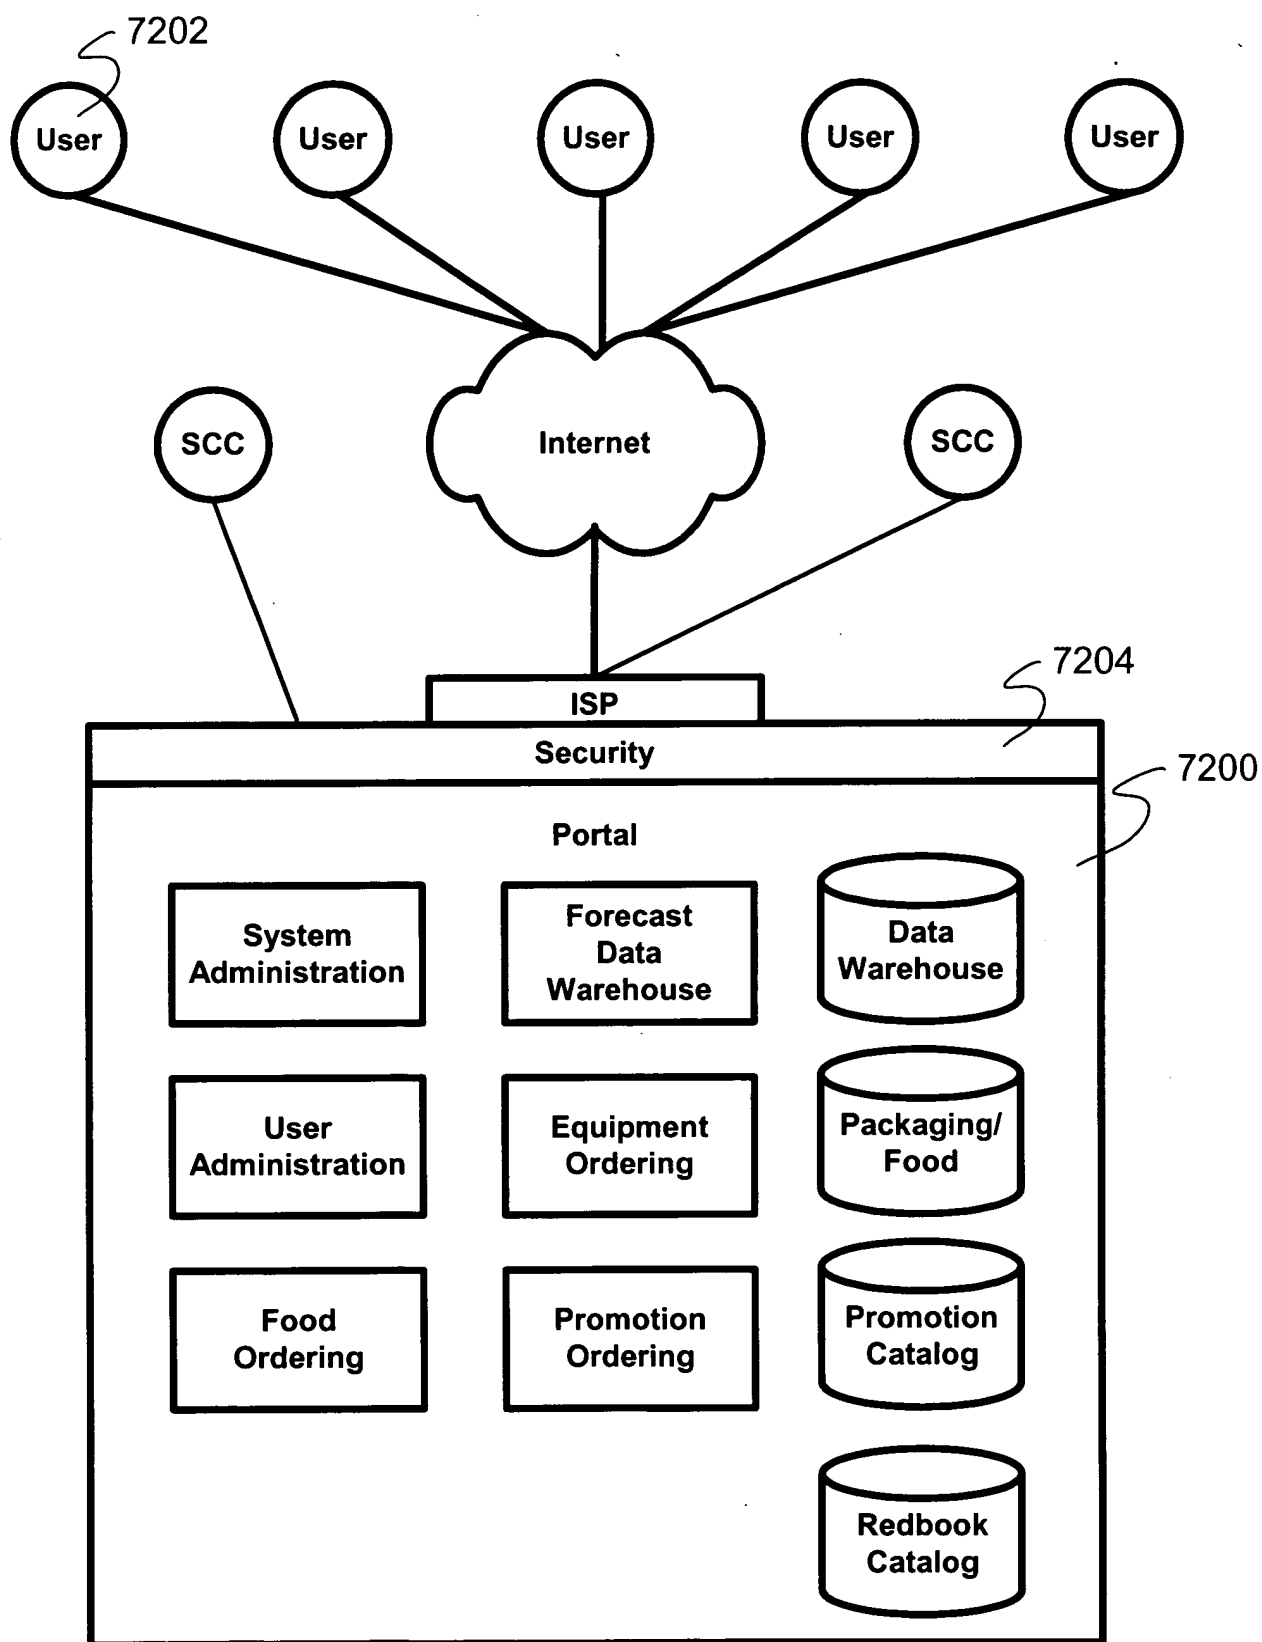 7202
User
User
User
User
User
SCC
Internet
SCC
7204
ISP
Security
7200
Portal
System
Administration
Forecast
Data
Warehouse
Data
Warehouse
User
Administration
Equipment
Ordering
Packaging/
Food
Food
Ordering
Promotion
Ordering
Promotion
Catalog
Redbook
Catalog